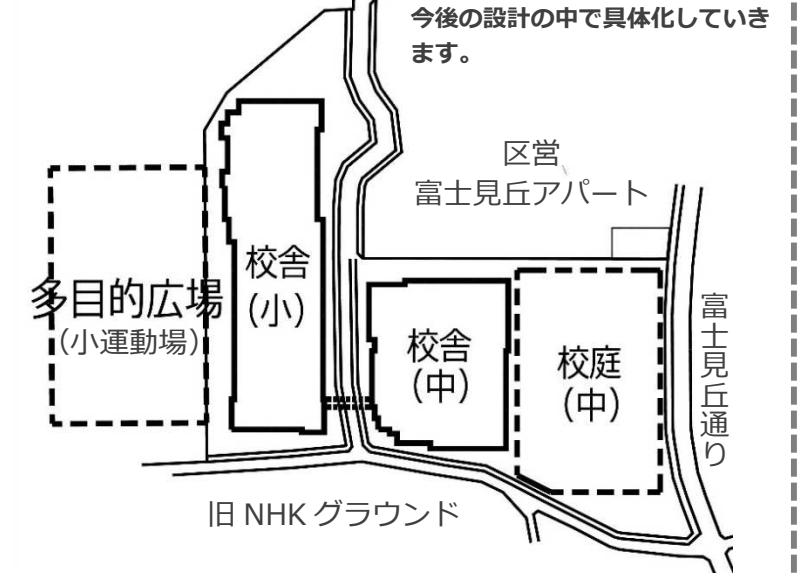 今後の設計の中で具体化していき
ます。
区営
富士見丘アパート
校舎
(小)
多目的広場
(小運動場)
校舎
(中)
校庭
(中)
富士見丘通り
旧 NHK グラウンド